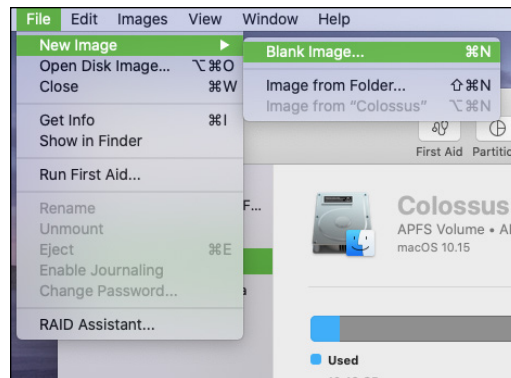 File Edit Images View Window Help
New Image ▶
Blank Image... ⌘N
Open Disk Image... ⌥⌘O
Close ⌘W
Image from Folder... ⇧⌘N
Image from “Colossus” ⌥⌘N
Get Info ⌘I
Show in Finder
First Aid Partitio
Run First Aid...
Rename
F...
Unmount
Eject ⌘E
Enable Journaling
Change Password...
RAID Assistant...
Colossus
APFS Volume • A
macOS 10.15
Used